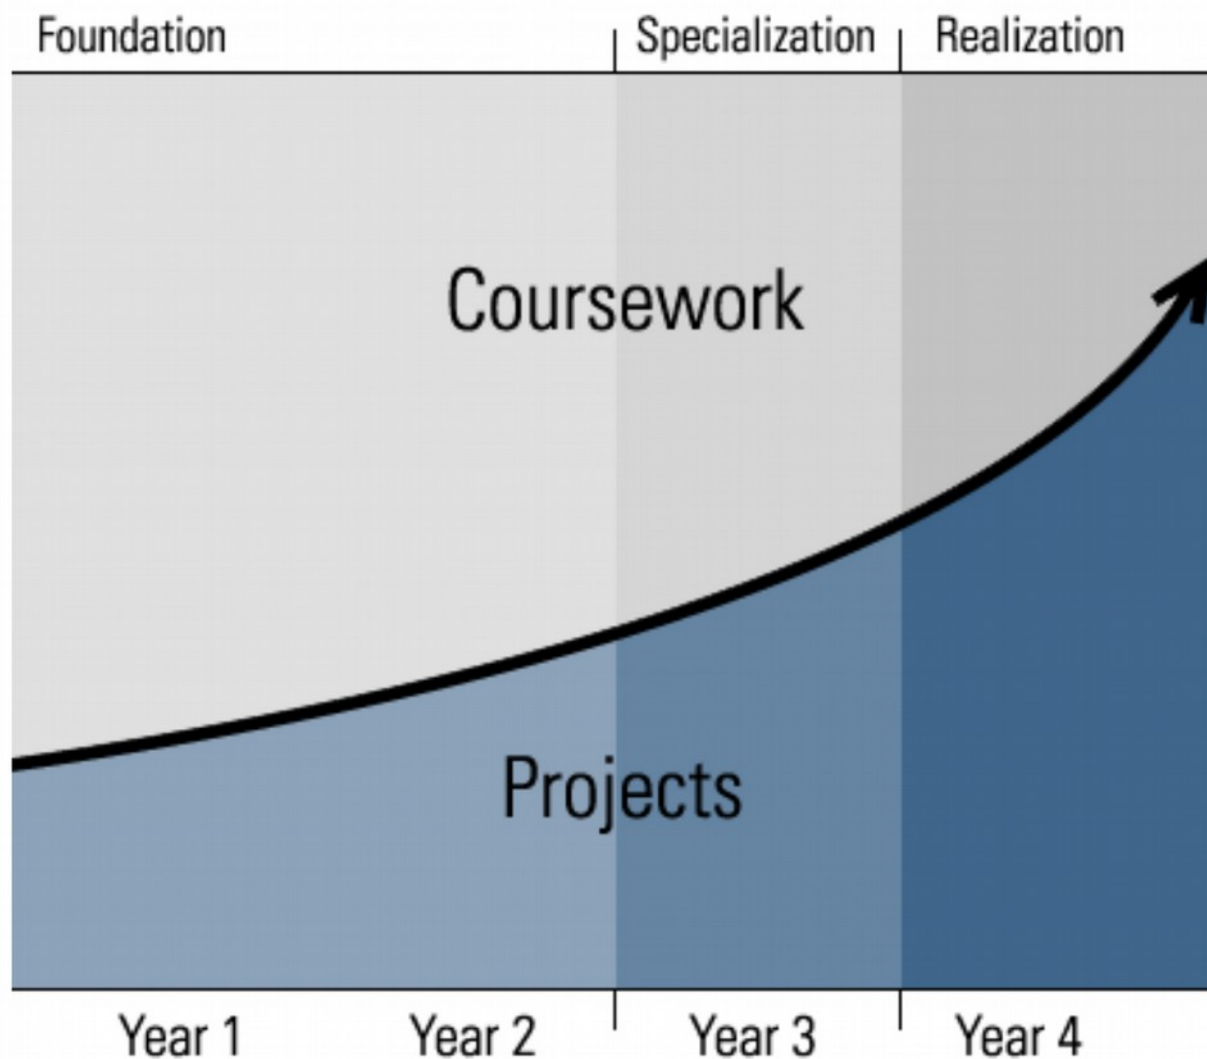 Foundation
Specialization
Realization
Coursework
Projects
Year 1
Year 2
Year 3
Year 4